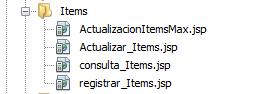 Items
ActualizacionItemsMax.jsp
Actualizar_Items.jsp
consulta_Items.jsp
registrar_Items.jsp